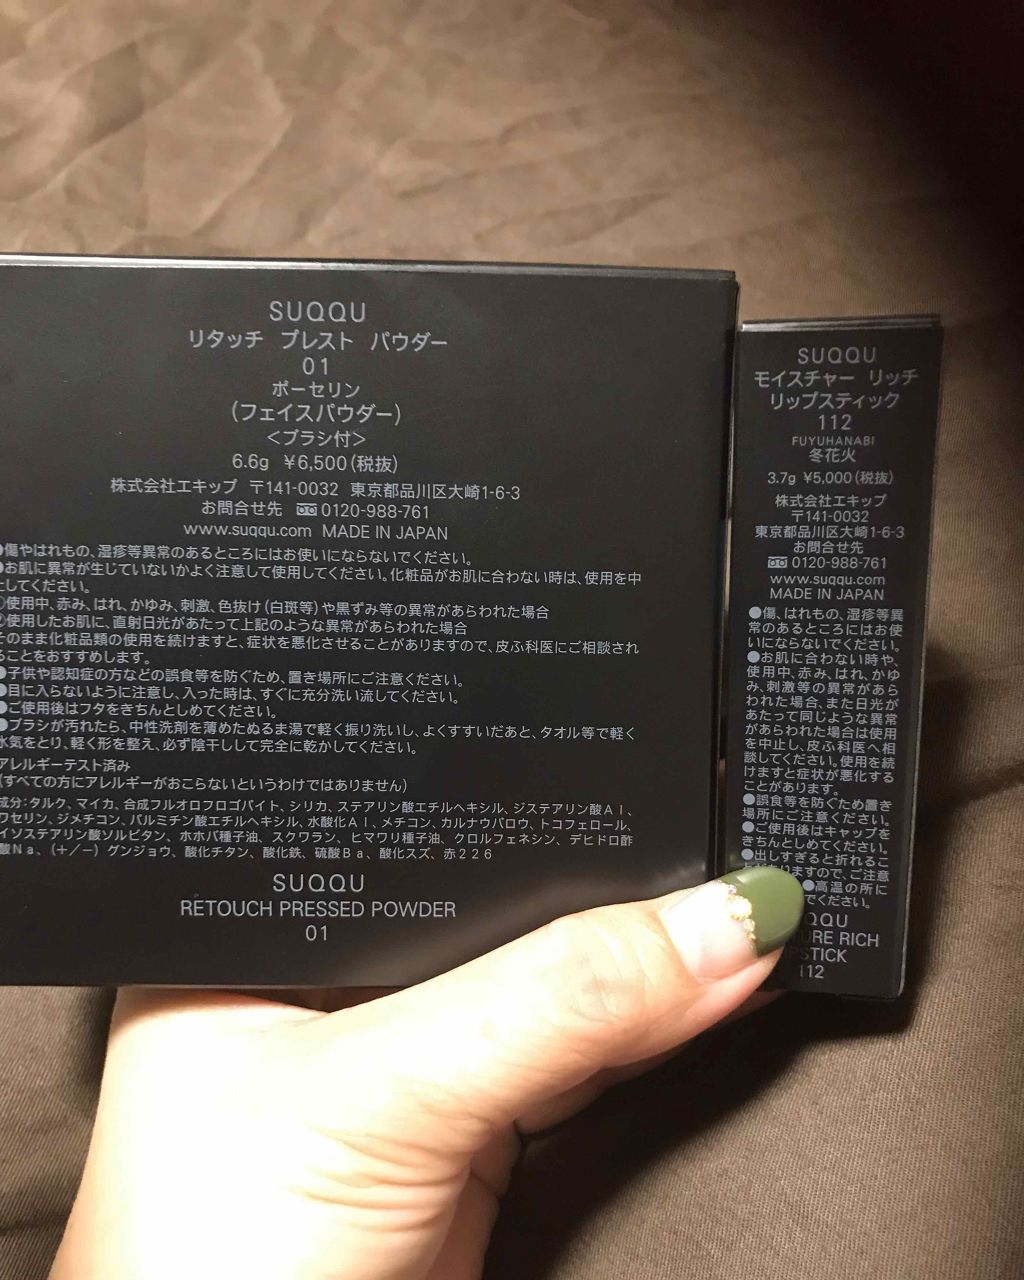 SUQQU
リタッチ プレスト パウダー
01
ポーセリン
(フェイスパウダー)
<ブラシ付>
6.6g ¥6,500(税抜)
株式会社エキップ 〒141-0032 東京都品川区大崎1-6-3
お問合せ先 0120-988-761
www.suqqu.com MADE IN JAPAN
●傷やはれもの、湿疹等異常のあるところにはお使いにならないでください。
●お肌に異常が生じていないかよく注意して使用してください。化粧品がお肌に合わない時は、使用を中
止してください。
①使用中、赤み、はれ、かゆみ、刺激、色抜け(白斑等)や黒ずみ等の異常があらわれた場合
②使用したお肌に、直射日光があたって上記のような異常があらわれた場合
そのまま化粧品類の使用を続けますと、症状を悪化させることがありますので、皮ふ科医にご相談され
ることをおすすめします。
●子供や認知症の方などの誤食等を防ぐため、置き場所にご注意ください。
●目に入らないように注意し、入った時は、すぐに充分洗い流してください。
●ご使用後はフタをきちんとしめてください。
●ブラシが汚れたら、中性洗剤を薄めたぬるま湯で軽く振り洗いし、よくすすいだあと、タオル等で軽く
水気をとり、軽く形を整え、必ず陰干しして完全に乾かしてください。
アレルギーテスト済み
(すべての方にアレルギーがおこらないというわけではありません)
成分:タルク、マイカ、合成フルオロフロゴパイト、シリカ、ステアリン酸エチルヘキシル、ジステアリン酸Al、
ワセリン、ジメチコン、パルミチン酸エチルヘキシル、水酸化Al、メチコン、カルナウバロウ、トコフェロール、
イソステアリン酸ソルビタン、ホホバ種子油、スクワラン、ヒマワリ種子油、クロルフェネシン、デヒドロ酢
酸Na、(+/−)グンジョウ、酸化チタン、酸化鉄、硫酸Ba、酸化スズ、赤226
SUQQU
RETOUCH PRESSED POWDER
01
SUQQU
モイスチャー リッチ
リップスティック
112
FUYUHANABI
冬花火
3.7g ¥5,000(税抜)
株式会社エキップ
〒141-0032
東京都品川区大崎1-6-3
お問合せ先
0120-988-761
www.suqqu.com
MADE IN JAPAN
●傷、はれもの、湿疹等異
常のあるところにはお使
いにならないでください。
●お肌に合わない時や、
使用中、赤み、はれ、かゆ
み、刺激等の異常があら
われた場合、また日光が
あたって同じような異常
があらわれた場合は使用
を中止し、皮ふ科医へ相
談してください。使用を続
けますと症状が悪化する
ことがあります。
●誤食等を防ぐため置き
場所にご注意ください。
●ご使用後はキャップを
きちんとしめてください。
●出しすぎると折れるこ
ますので、ご注意
●高温の所に
でください。
QQU
URE RICH
STICK
112